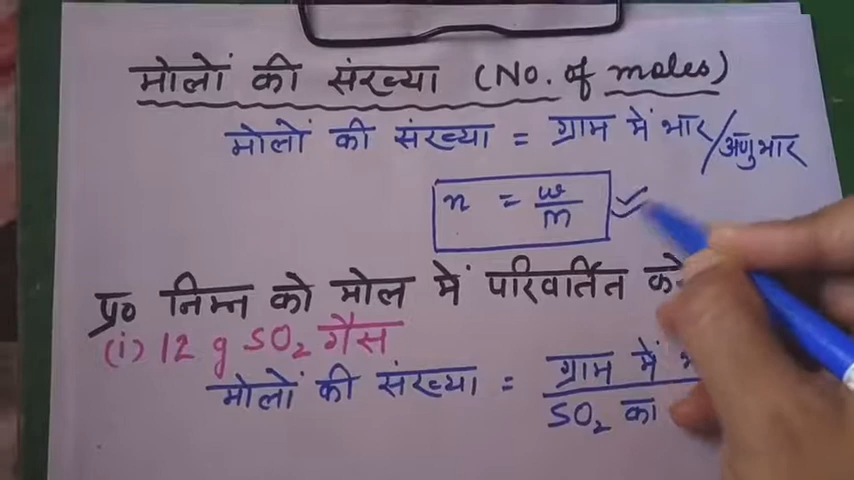 मोलों की संख्या (No. of moles)
मोलों की संख्या = ग्राम में भार/अणुभार
n = w/m
प्र० निम्न को मोल में परिवर्तित
(i) 12 g SO₂ गैस
मोलों की संख्या = ग्राम में
SO₂ का